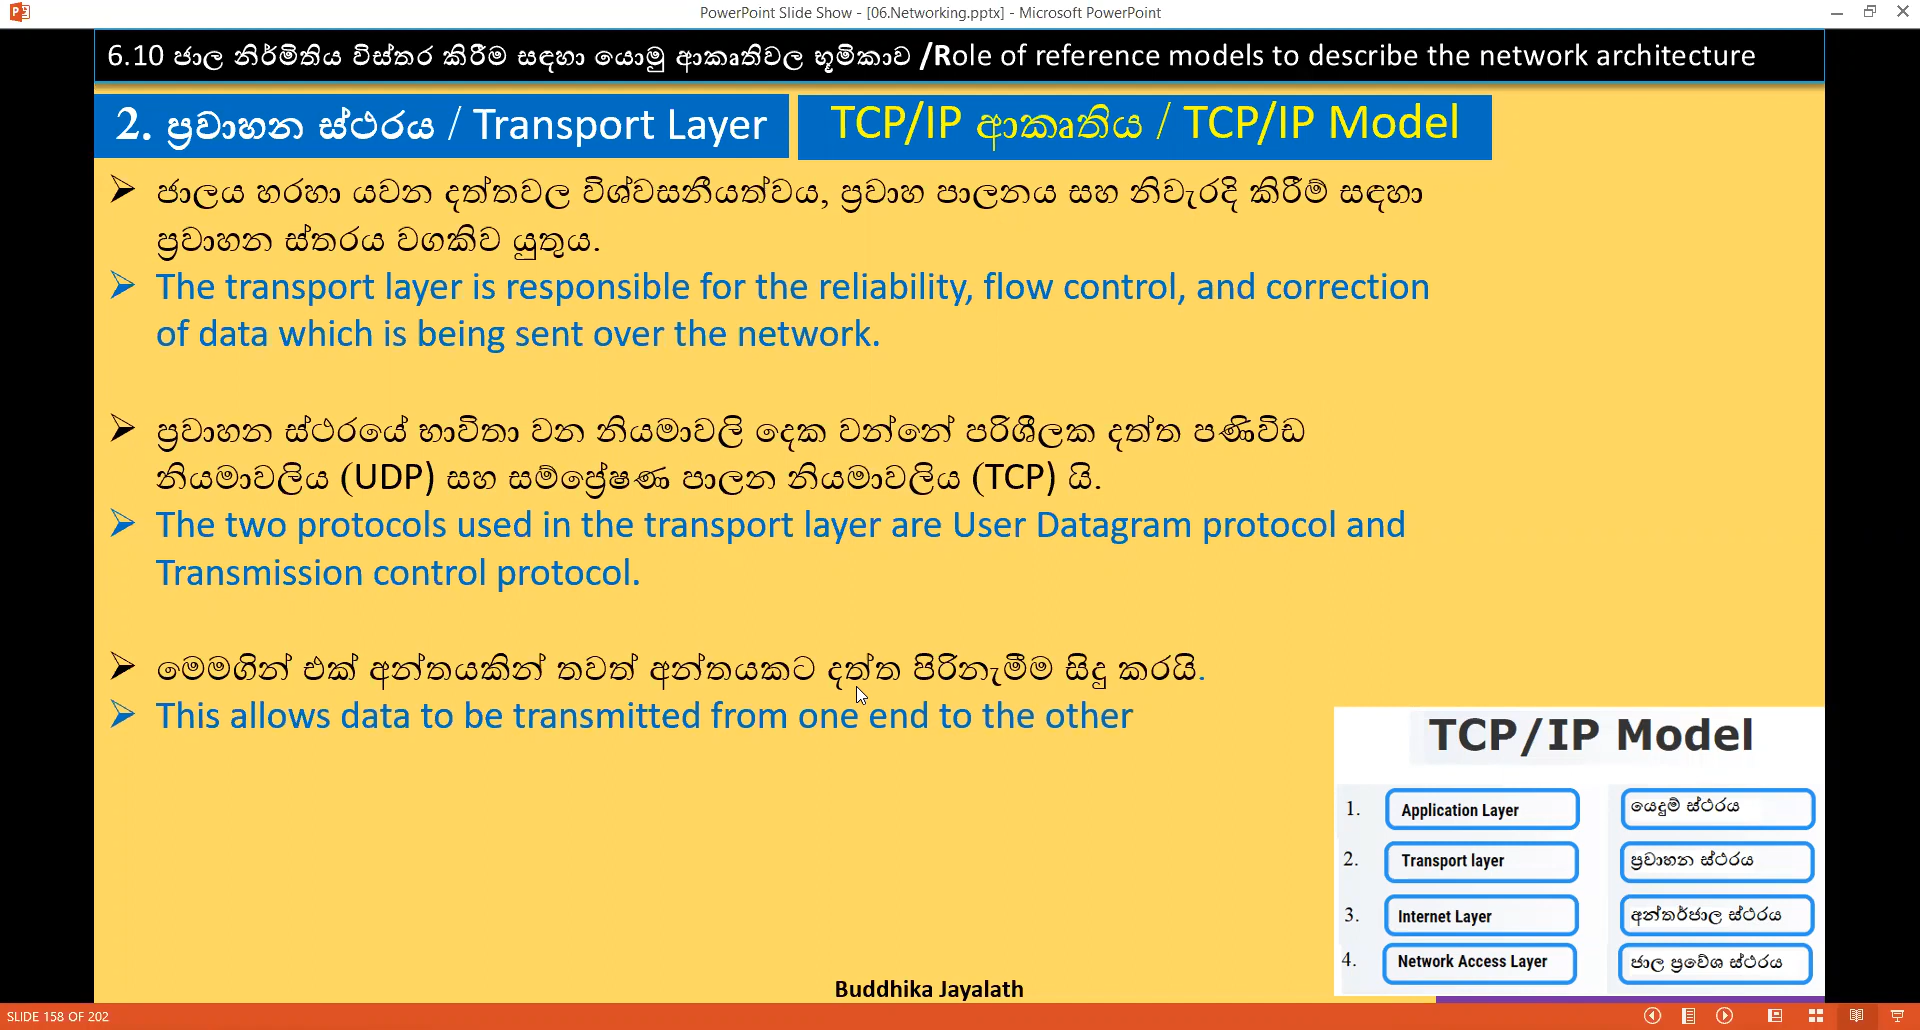 PowerPoint Slide Show - [06.Networking.pptx] - Microsoft PowerPoint
6.10 ජාල නිර්මිතිය විස්තර කිරීම සඳහා යොමු ආකෘතිවල භූමිකාව /Role of reference models to describe the network architecture
2. ප්‍රවාහන ස්ථරය / Transport Layer
TCP/IP ආකෘතිය / TCP/IP Model
ජාලය හරහා යවන දත්තවල විශ්වසනීයත්වය, ප්‍රවාහ පාලනය සහ නිවැරදි කිරීම් සඳහා
ප්‍රවාහන ස්තරය වගකිව යුතුය.
The transport layer is responsible for the reliability, flow control, and correction
of data which is being sent over the network.
ප්‍රවාහන ස්ථරයේ භාවිතා වන නියමාවලි දෙක වන්නේ පරිශීලක දත්ත පණිවිඩ
නියමාවලිය (UDP) සහ සම්ප්‍රේෂණ පාලන නියමාවලිය (TCP) යි.
The two protocols used in the transport layer are User Datagram protocol and
Transmission control protocol.
මෙමගින් එක් අන්තයකින් තවත් අන්තයකට දත්ත පිරිනැමීම සිදු කරයි.
This allows data to be transmitted from one end to the other
TCP/IP Model
1. Application Layer යෙදුම් ස්ථරය
2. Transport layer ප්‍රවාහන ස්ථරය
3. Internet Layer අන්තර්ජාල ස්ථරය
4. Network Access Layer ජාල ප්‍රවේශ ස්ථරය
Buddhika Jayalath
SLIDE 158 OF 202